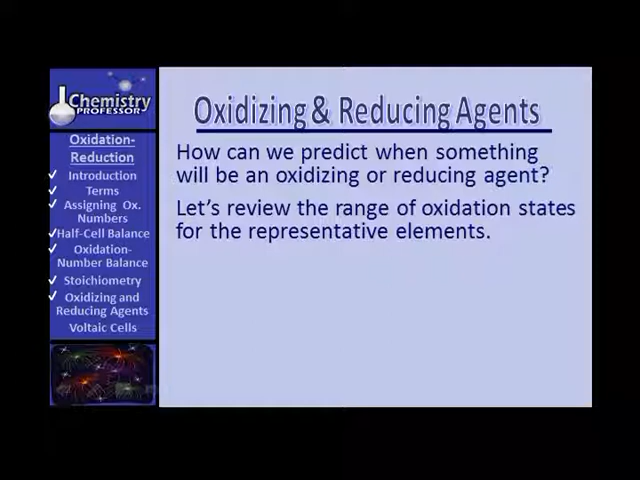 Chemistry
PROFESSOR
Oxidation-
Reduction
Introduction
Terms
Assigning Ox.
Numbers
Half-Cell Balance
Oxidation-
Number Balance
Stoichiometry
Oxidizing and
Reducing Agents
Voltaic Cells
Oxidizing & Reducing Agents
How can we predict when something
will be an oxidizing or reducing agent?
Let's review the range of oxidation states
for the representative elements.